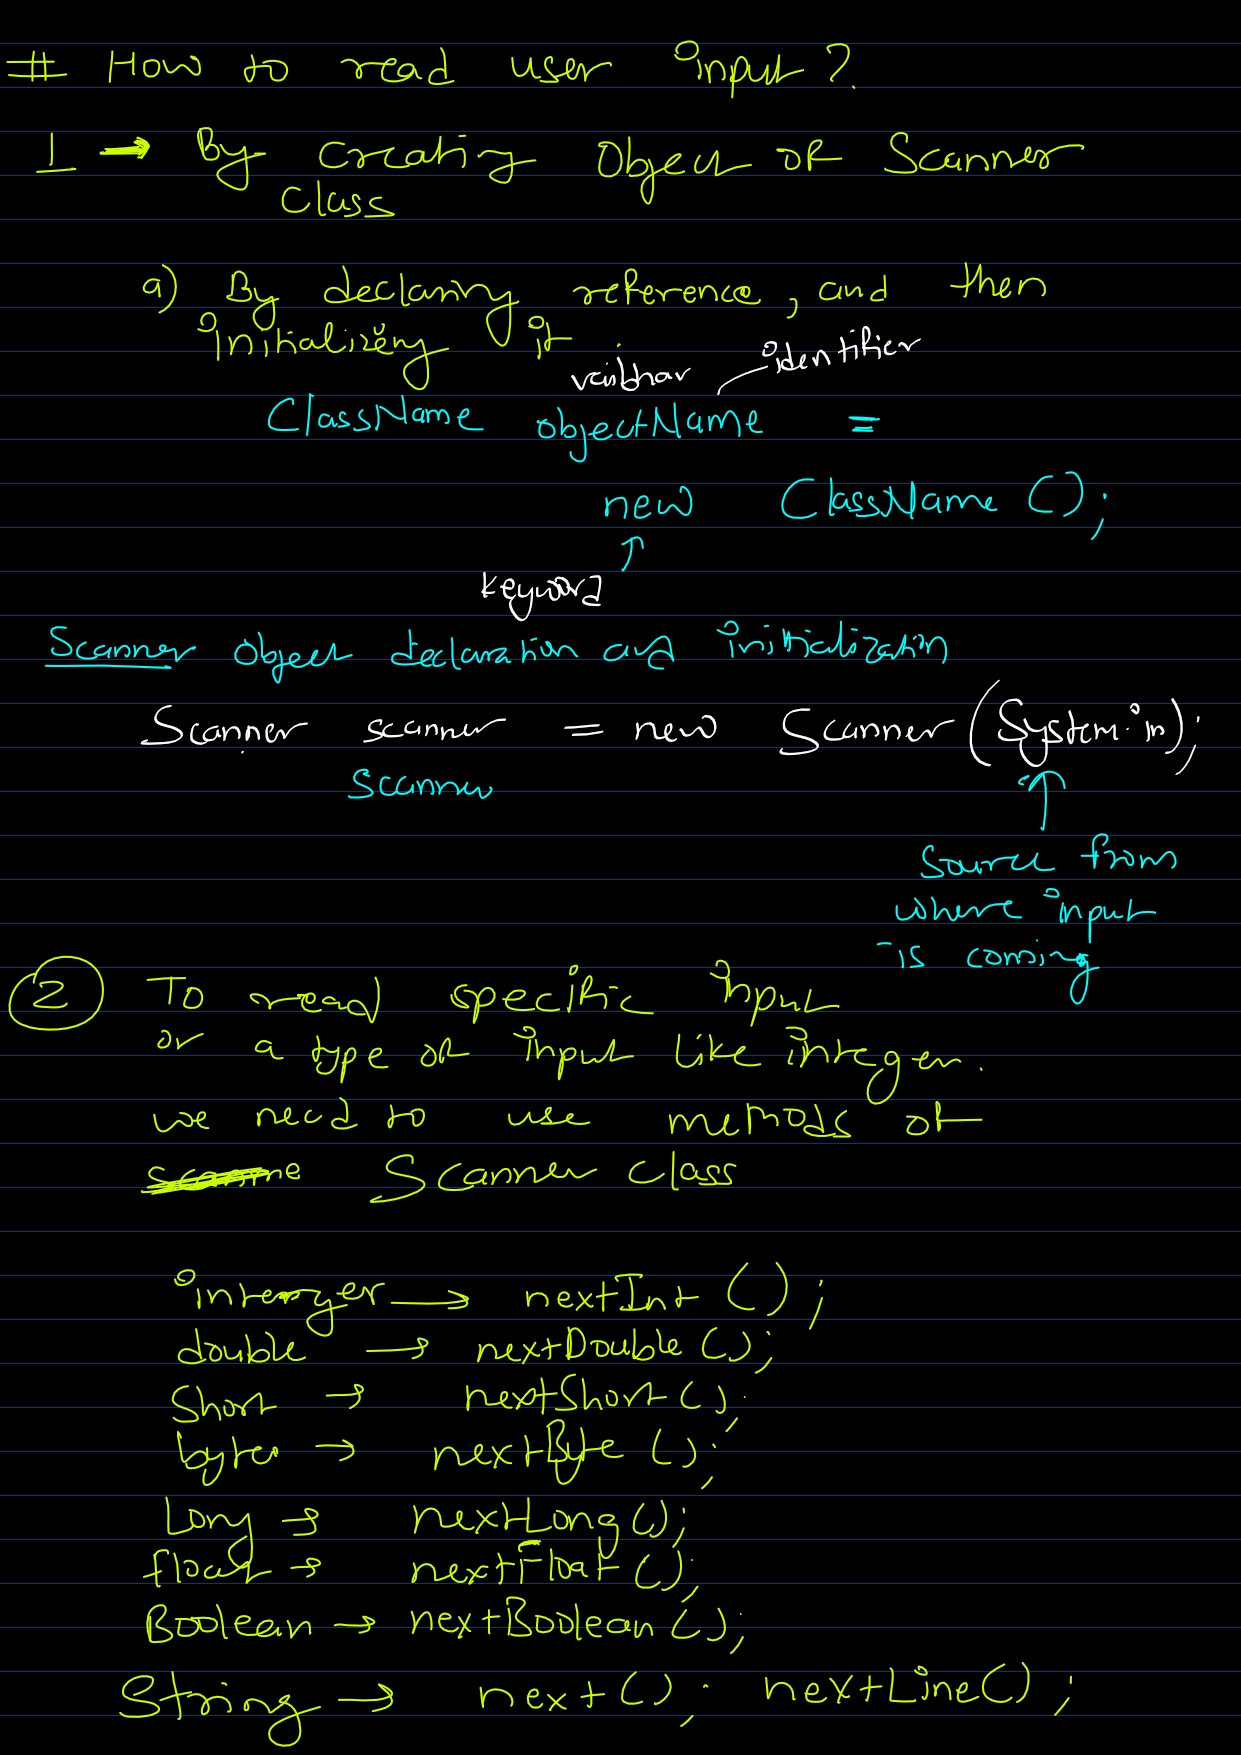 # How to read user input?
1 → By creating Object of Scanner
Class
a) By declaring reference, and then
initializing it.
vaibhav identifier
ClassName objectName =
new ClassName();
↑
keyword
Scanner Object declaration and initialization
Scanner scanner = new Scanner(System.in);
Scanner
↑
Source from
where input
is coming
2 To read specific input
or a type of input like integer.
we need to use methods of
Scanner class
interger → nextInt();
double → nextDouble();
Short → nextShort();
byte → nextByte();
Long → nextLong();
float → nextFloat();
Boolean → nextBoolean();
String → next(); nextLine();